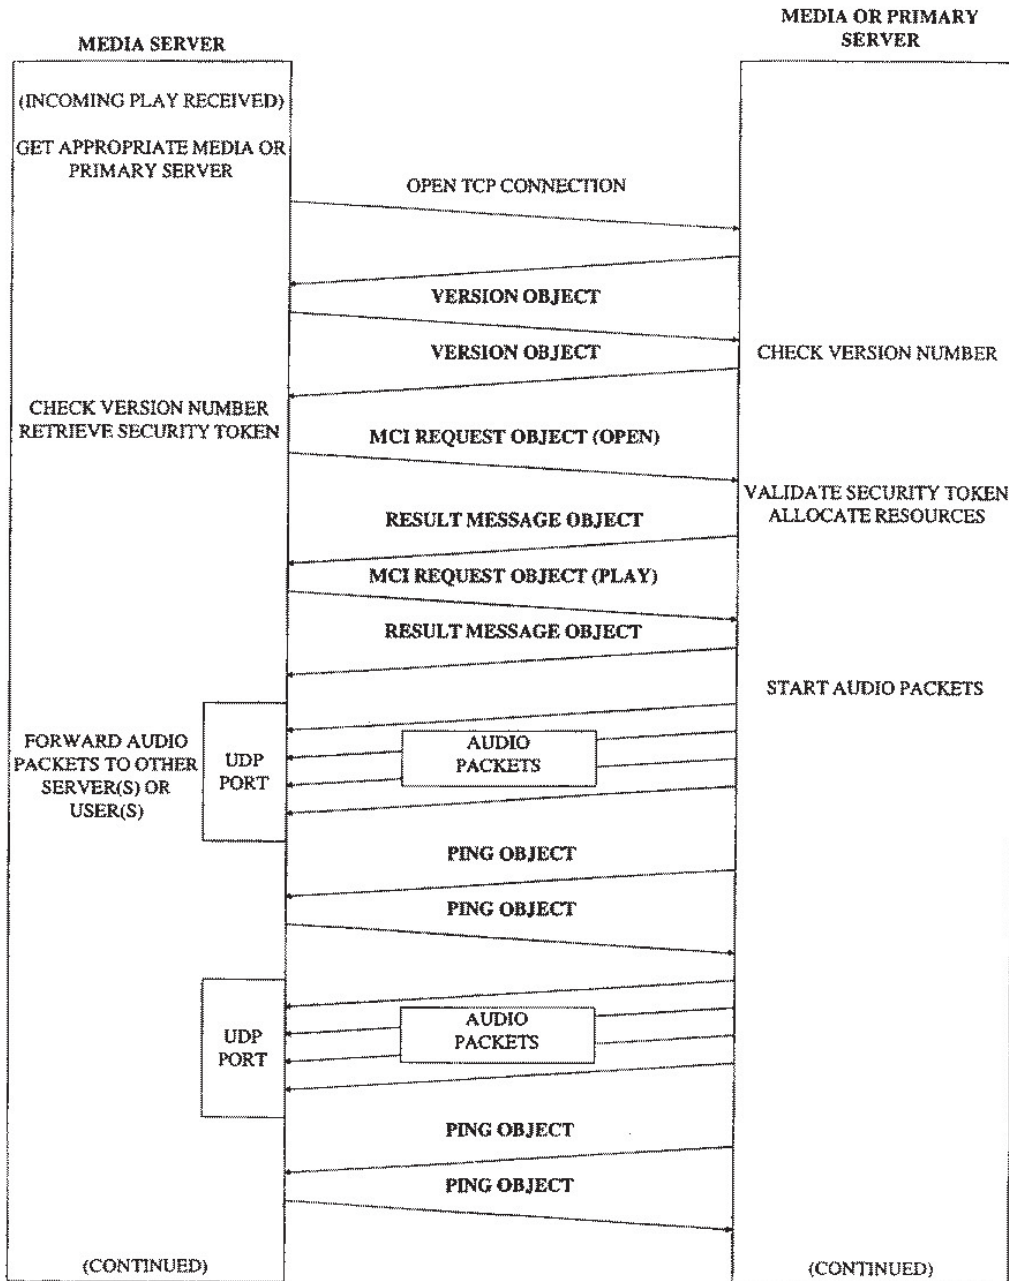 MEDIA SERVER
MEDIA OR PRIMARY
SERVER
(INCOMING PLAY RECEIVED)
GET APPROPRIATE MEDIA OR
PRIMARY SERVER
OPEN TCP CONNECTION
VERSION OBJECT
VERSION OBJECT
CHECK VERSION NUMBER
CHECK VERSION NUMBER
RETRIEVE SECURITY TOKEN
MCI REQUEST OBJECT (OPEN)
VALIDATE SECURITY TOKEN
ALLOCATE RESOURCES
RESULT MESSAGE OBJECT
MCI REQUEST OBJECT (PLAY)
RESULT MESSAGE OBJECT
START AUDIO PACKETS
FORWARD AUDIO
PACKETS TO OTHER
SERVER(S) OR
USER(S)
UDP
PORT
AUDIO
PACKETS
PING OBJECT
PING OBJECT
UDP
PORT
AUDIO
PACKETS
PING OBJECT
PING OBJECT
(CONTINUED)
(CONTINUED)